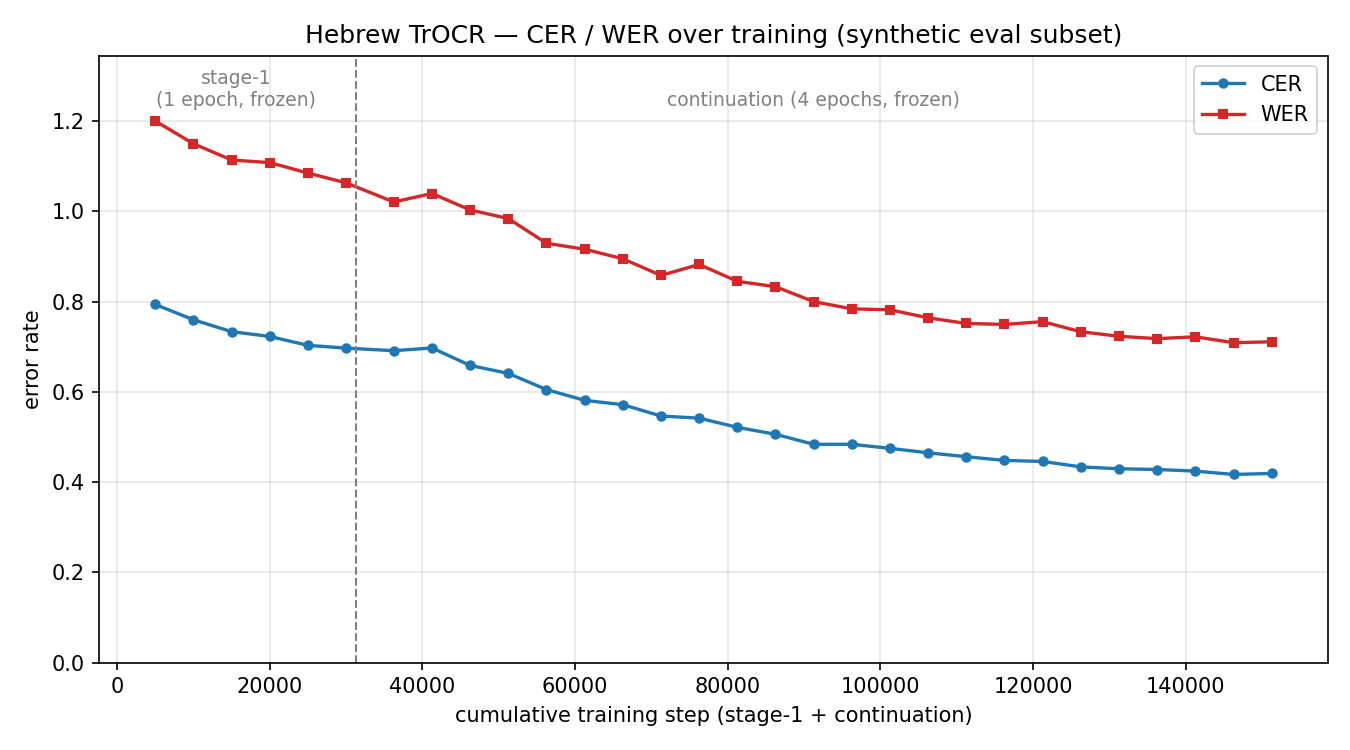 Hebrew TrOCR — CER / WER over training (synthetic eval subset)
stage-1
(1 epoch, frozen)
continuation (4 epochs, frozen)
CER
WER
error rate
1.2
1.0
0.8
0.6
0.4
0.2
0.0
0 20000 40000 60000 80000 100000 120000 140000
cumulative training step (stage-1 + continuation)